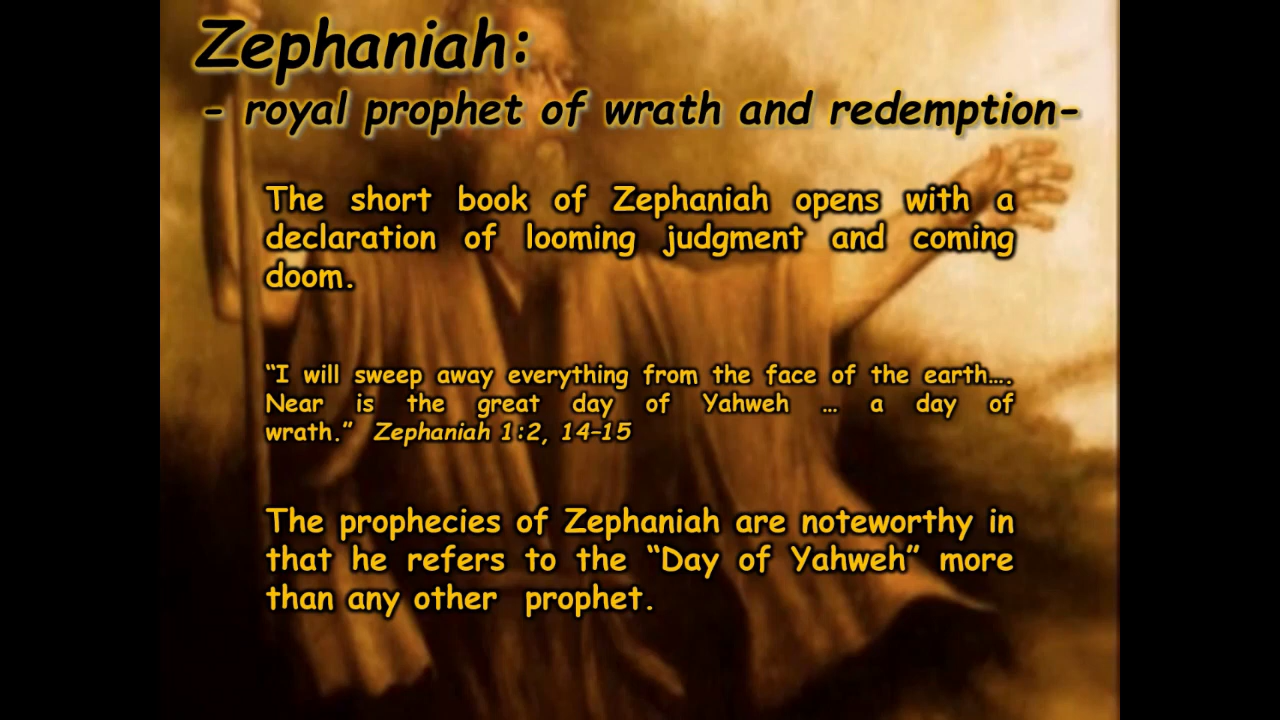 Zephaniah:
- royal prophet of wrath and redemption-
The short book of Zephaniah opens with a
declaration of looming judgment and coming
doom.
“I will sweep away everything from the face of the earth….
Near is the great day of Yahweh … a day of
wrath.” Zephaniah 1:2, 14–15
The prophecies of Zephaniah are noteworthy in
that he refers to the “Day of Yahweh” more
than any other prophet.